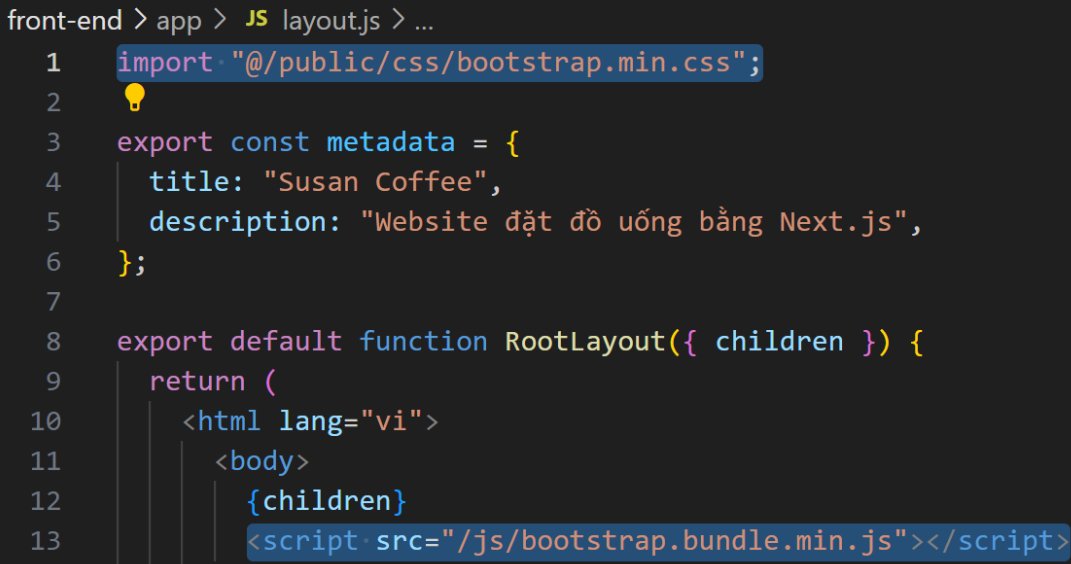 front-end > app > JS layout.js > ...
1 import "@/public/css/bootstrap.min.css";
2
3 export const metadata = {
4 title: "Susan Coffee",
5 description: "Website đặt đồ uống bằng Next.js",
6 };
7
8 export default function RootLayout({ children }) {
9 return (
10 <html lang="vi">
11 <body>
12 {children}
13 <script src="/js/bootstrap.bundle.min.js"></script>